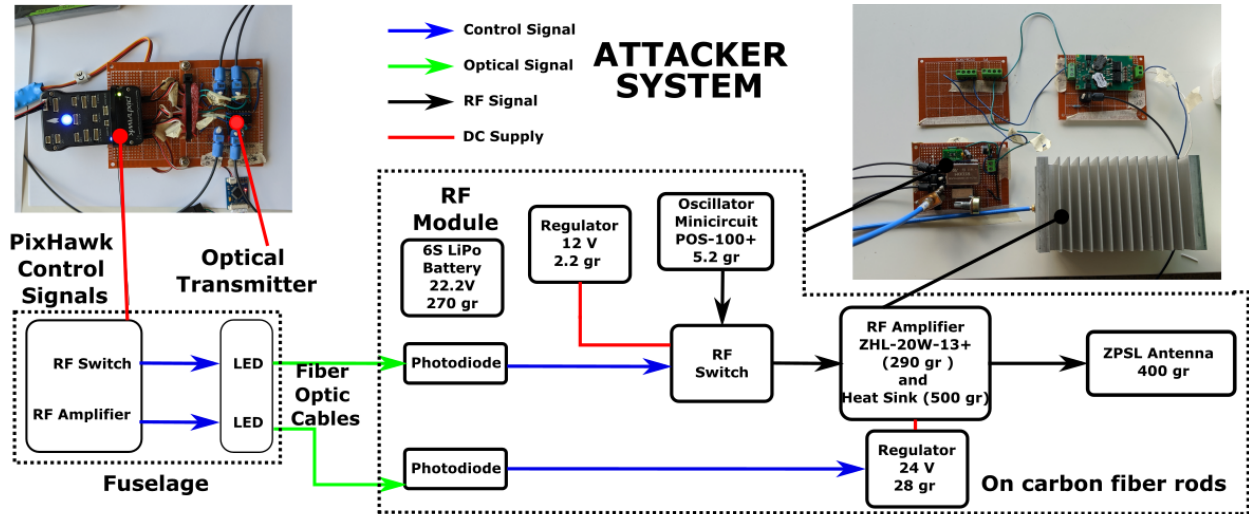 Control Signal
Optical Signal
RF Signal
DC Supply
ATTACKER
SYSTEM
PixHawk
Control
Signals
Optical
Transmitter
RF Switch
RF Amplifier
LED
LED
Fuselage
Fiber
Optic
Cables
RF
Module
6S LiPo
Battery
22.2V
270 gr
Regulator
12 V
2.2 gr
Oscillator
Minicircuit
POS-100+
5.2 gr
Photodiode
RF
Switch
RF Amplifier
ZHL-20W-13+
(290 gr )
and
Heat Sink (500 gr)
ZPSL Antenna
400 gr
Photodiode
Regulator
24 V
28 gr
On carbon fiber rods